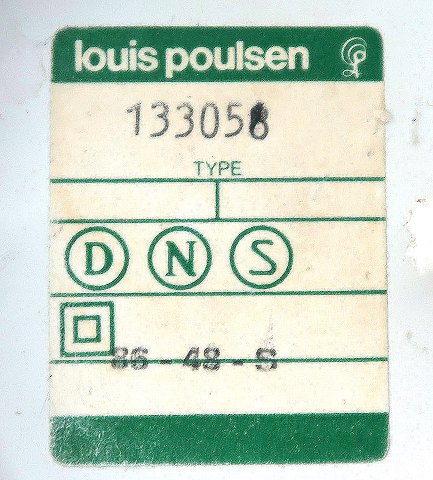 louis poulsen
133058
TYPE
D N S
86-48-S